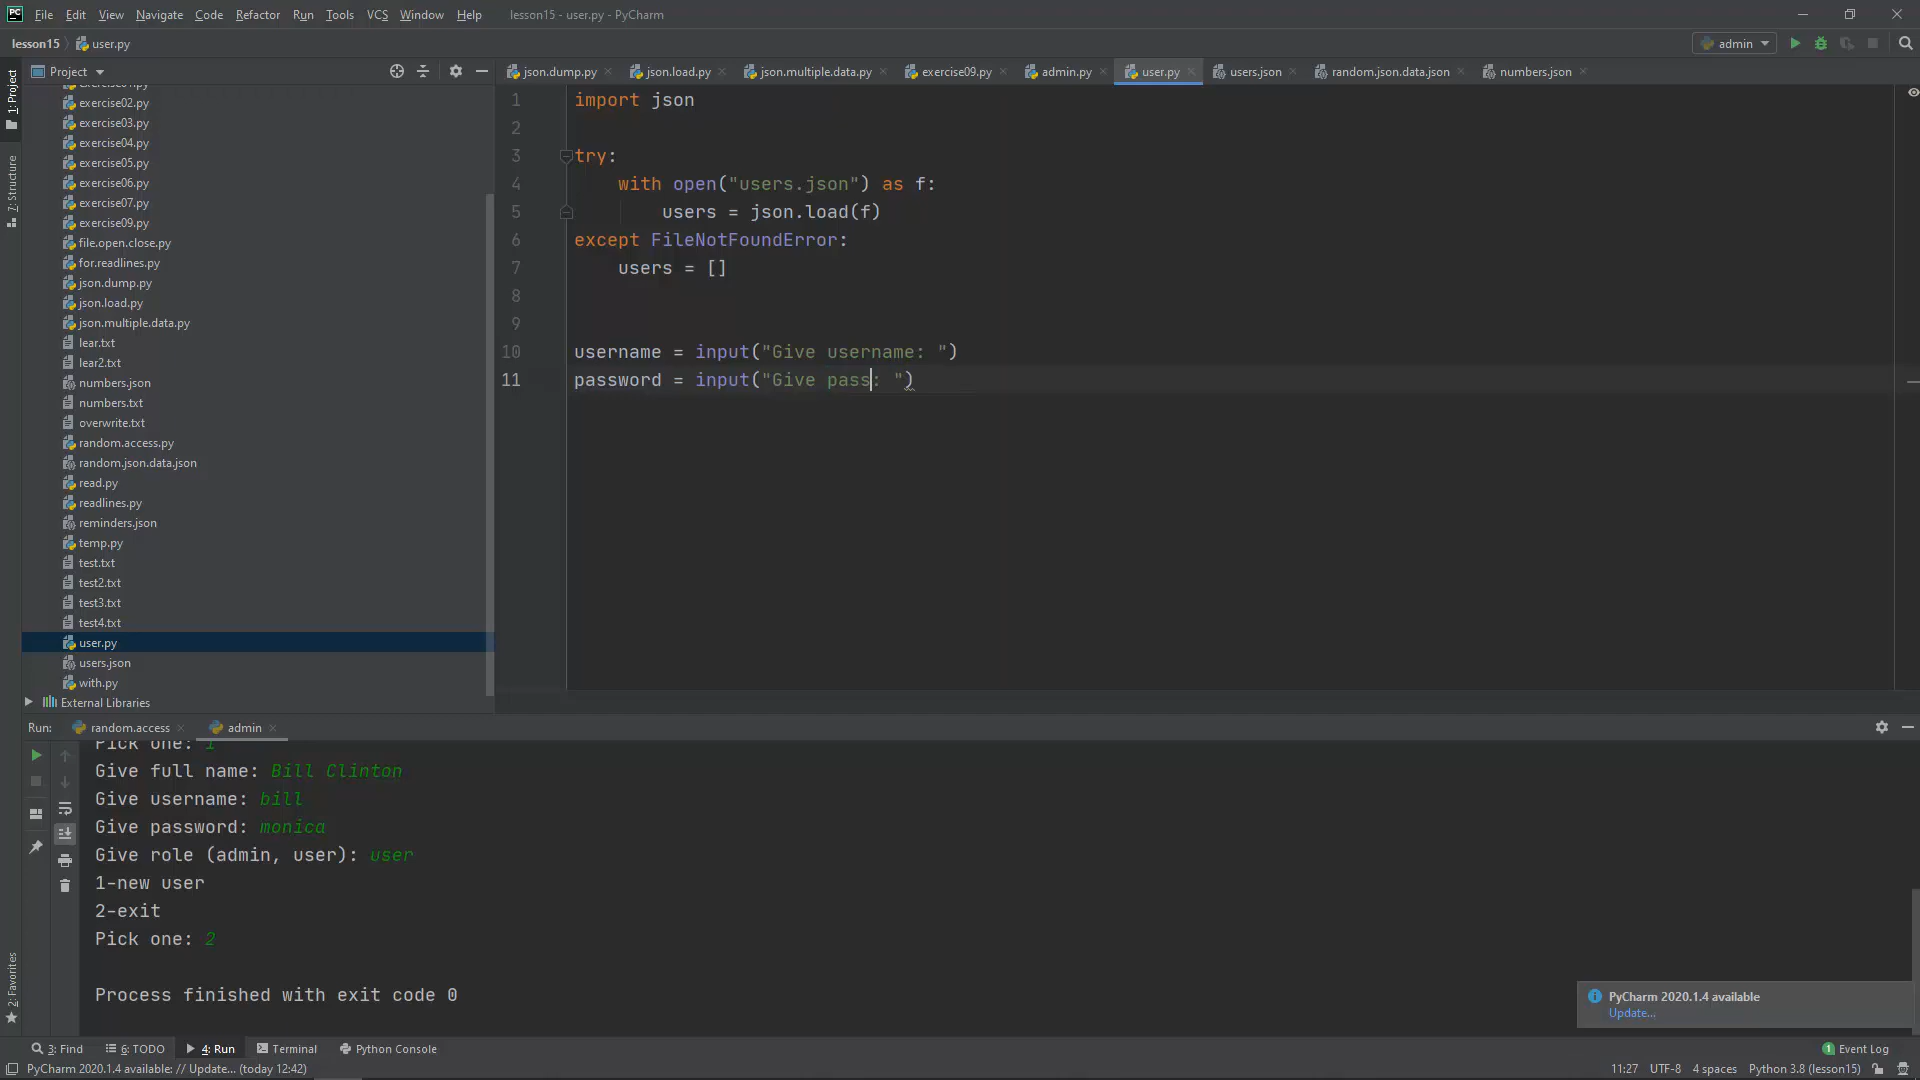 File Edit View Navigate Code Refactor Run Tools VCS Window Help lesson15 - user.py - PyCharm
lesson15 user.py admin
Project
json.dump.py json.load.py json.multiple.data.py exercise09.py admin.py user.py users.json random.json.data.json numbers.json
1: Project
7: Structure
2: Favorites
exercise02.py
exercise03.py
exercise04.py
exercise05.py
exercise06.py
exercise07.py
exercise09.py
file.open.close.py
for.readlines.py
json.dump.py
json.load.py
json.multiple.data.py
lear.txt
lear2.txt
numbers.json
numbers.txt
overwrite.txt
random.access.py
random.json.data.json
read.py
readlines.py
reminders.json
temp.py
test.txt
test2.txt
test3.txt
test4.txt
user.py
users.json
with.py
External Libraries
1 import json
2
3 try:
4 with open("users.json") as f:
5 users = json.load(f)
6 except FileNotFoundError:
7 users = []
8
9
10 username = input("Give username: ")
11 password = input("Give pass: ")
Run: random.access admin
Pick one: 1
Give full name: Bill Clinton
Give username: bill
Give password: monica
Give role (admin, user): user
1-new user
2-exit
Pick one: 2
Process finished with exit code 0
PyCharm 2020.1.4 available
Update...
3: Find 6: TODO 4: Run Terminal Python Console 1 Event Log
PyCharm 2020.1.4 available: // Update... (today 12:42) 11:27 UTF-8 4 spaces Python 3.8 (lesson15)